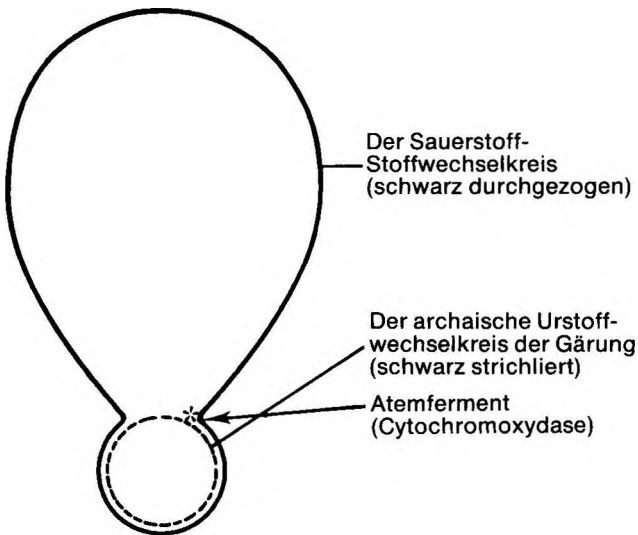 Der Sauerstoff-
Stoffwechselkreis
(schwarz durchgezogen)
Der archaische Urstoff-
wechselkreis der Gärung
(schwarz strichliert)
Atemferment
(Cytochromoxydase)